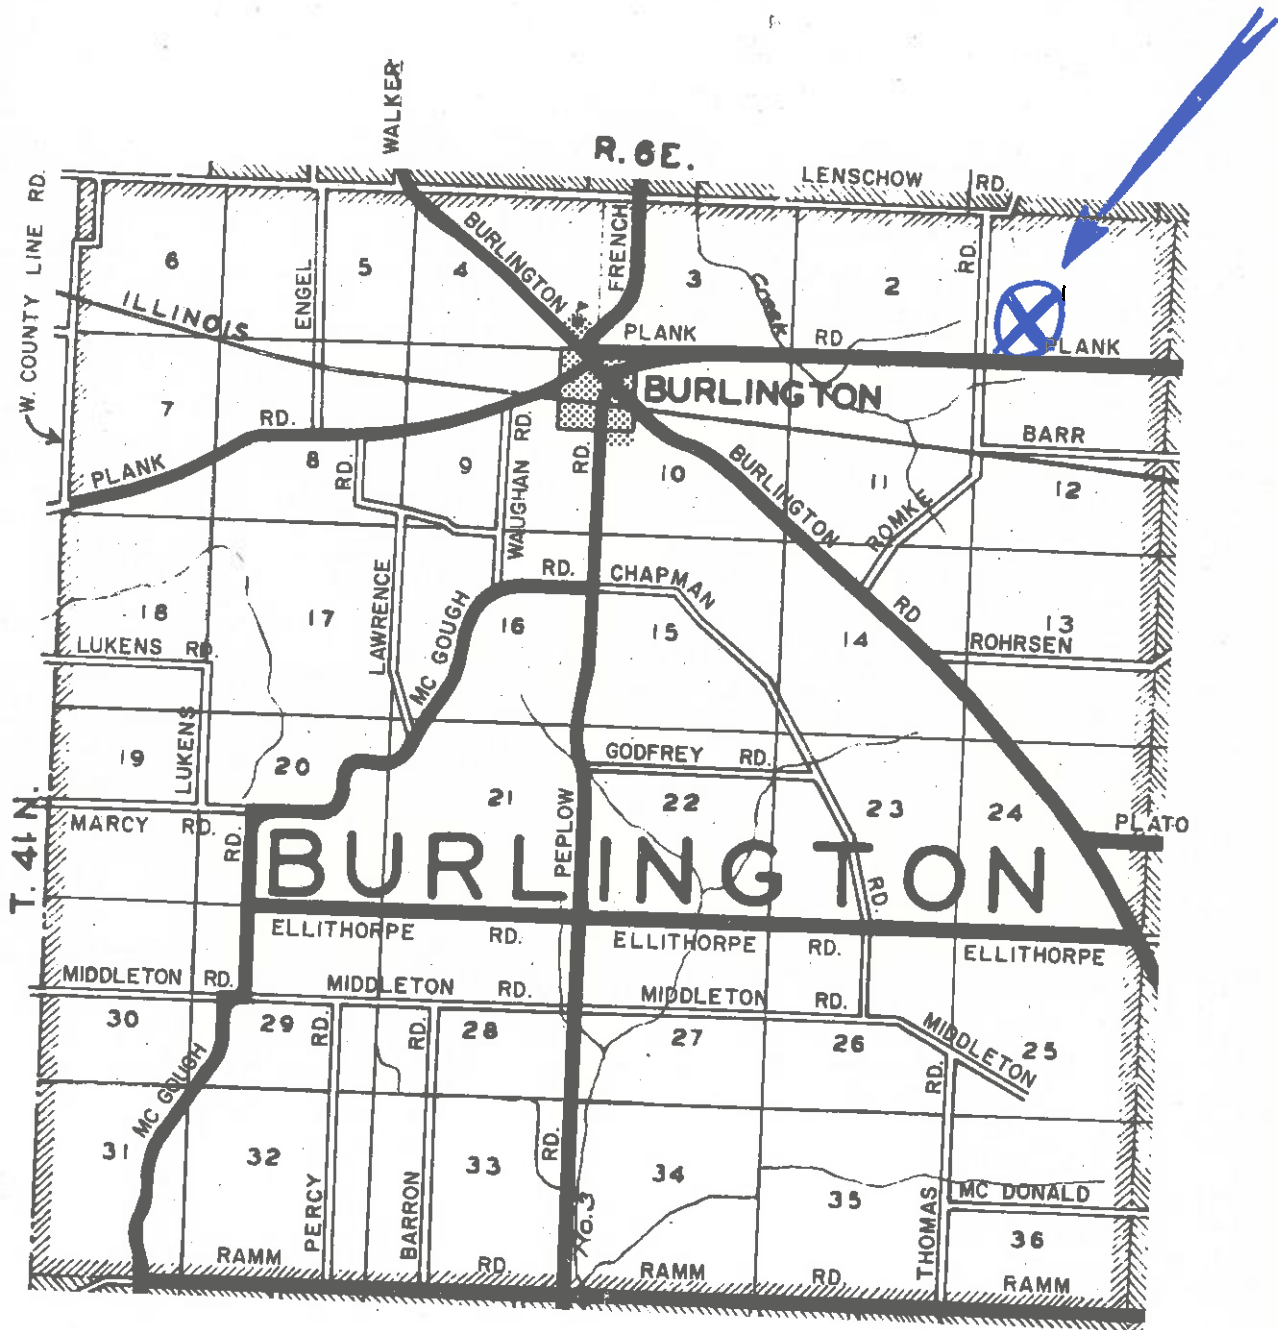 WALKER
R. 6E.
LENSCHOW RD.
W. COUNTY LINE RD.
6
5
4
3
2
1
ENGEL
BURLINGTON
FRENCH
RD.
Creek
ILLINOIS
PLANK RD
PLANK
BURLINGTON
7
RD.
PLANK
8
RD.
9
WAUGHAN RD.
RD.
10
BURLINGTON
11
BARR
12
ROMKE
RD
18
17
LAWRENCE
MC GOUGH
RD.
16
CHAPMAN
15
14
13
ROHRSEN
LUKENS RD.
LUKENS
19
20
21
GODFREY RD.
22
23
24
PLATO
T. 41 N.
MARCY RD.
RD.
PEPLOW
BURLINGTON
RD.
ELLITHORPE RD.
ELLITHORPE RD.
ELLITHORPE
MIDDLETON RD.
MIDDLETON RD.
MIDDLETON RD.
MIDDLETON
30
29
RD.
RD.
28
27
26
25
RD.
MC GOUGH
31
32
PERCY
BARRON
33
RD.
No.3
34
35
THOMAS
MC DONALD
36
RAMM RD.
RAMM RD.
RAMM